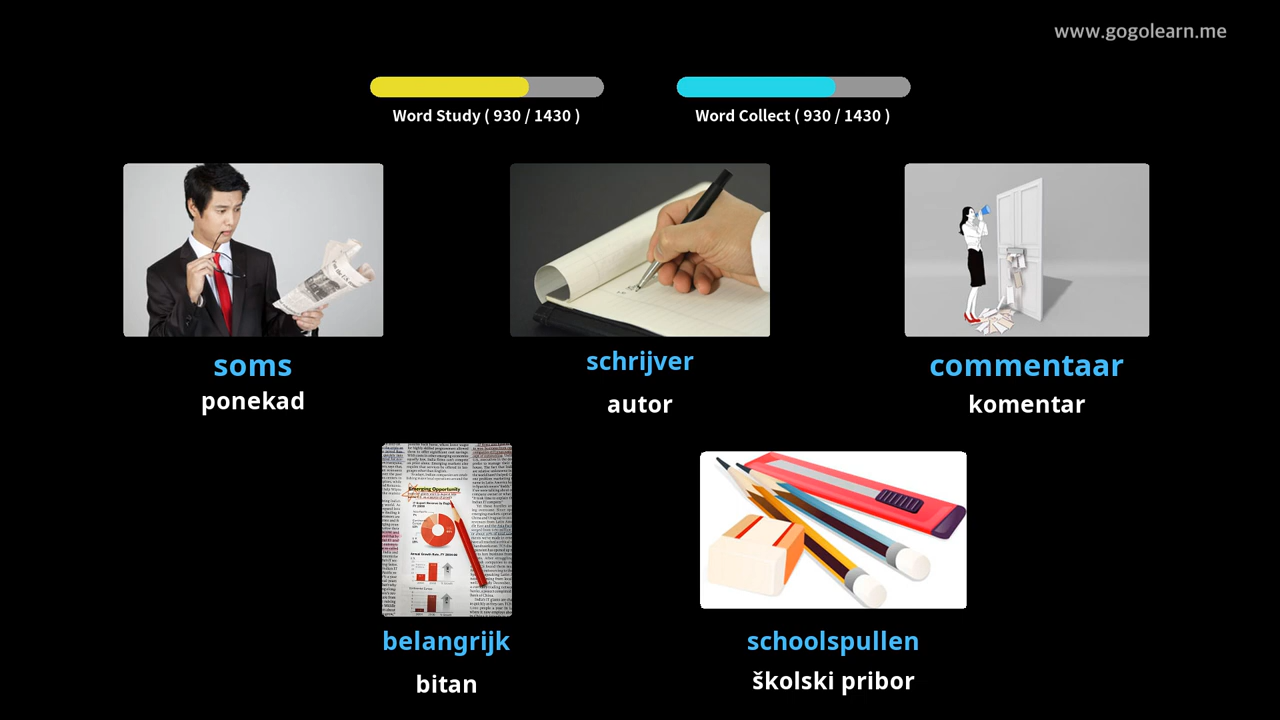 www.gogolearn.me
Word Study ( 930 / 1430 )
Word Collect ( 930 / 1430 )
soms
ponekad
schrijver
autor
commentaar
komentar
Emerging Opportunity
belangrijk
bitan
schoolspullen
školski pribor